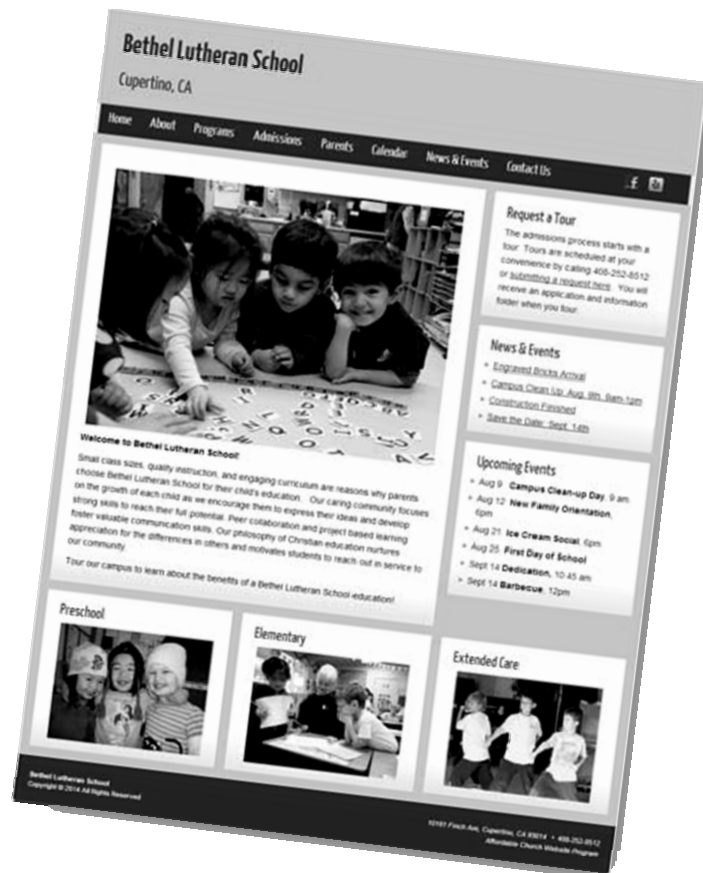 Bethel Lutheran School
Cupertino, CA
Home About Programs Admissions Parents Calendar News & Events Contact Us
f
Welcome to Bethel Lutheran School!
Small class sizes, quality instruction, and engaging curriculum are reasons why parents
choose Bethel Lutheran School for their child's education. Our caring community focuses
on the growth of each child as we encourage them to express their ideas and develop
strong skills to reach their full potential. Peer collaboration and project based learning
foster valuable communication skills. Our philosophy of Christian education nurtures
appreciation for the differences in others and motivates students to reach out in service to
our community.
Tour our campus to learn about the benefits of a Bethel Lutheran School education!
Request a Tour
The admissions process starts with a
tour. Tours are scheduled at your
convenience by calling 408-252-8512
or submitting a request here. You will
receive an application and information
folder when you tour.
News & Events
Engraved Bricks Arrival
Campus Clean Up: Aug. 9th, 9am-1pm
Construction Finished
Save the Date: Sept. 14th
Upcoming Events
Aug 9 Campus Clean-up Day, 9 am
Aug 12 New Family Orientation,
6pm
Aug 21 Ice Cream Social, 6pm
Aug 25 First Day of School
Sept 14 Dedication, 10:45 am
Sept 14 Barbecue, 12pm
Preschool
Elementary
Extended Care
Bethel Lutheran School
Copyright © 2014 All Rights Reserved
10181 Finch Ave, Cupertino, CA 95014 • 408-252-8512
Affordable Church Website Program